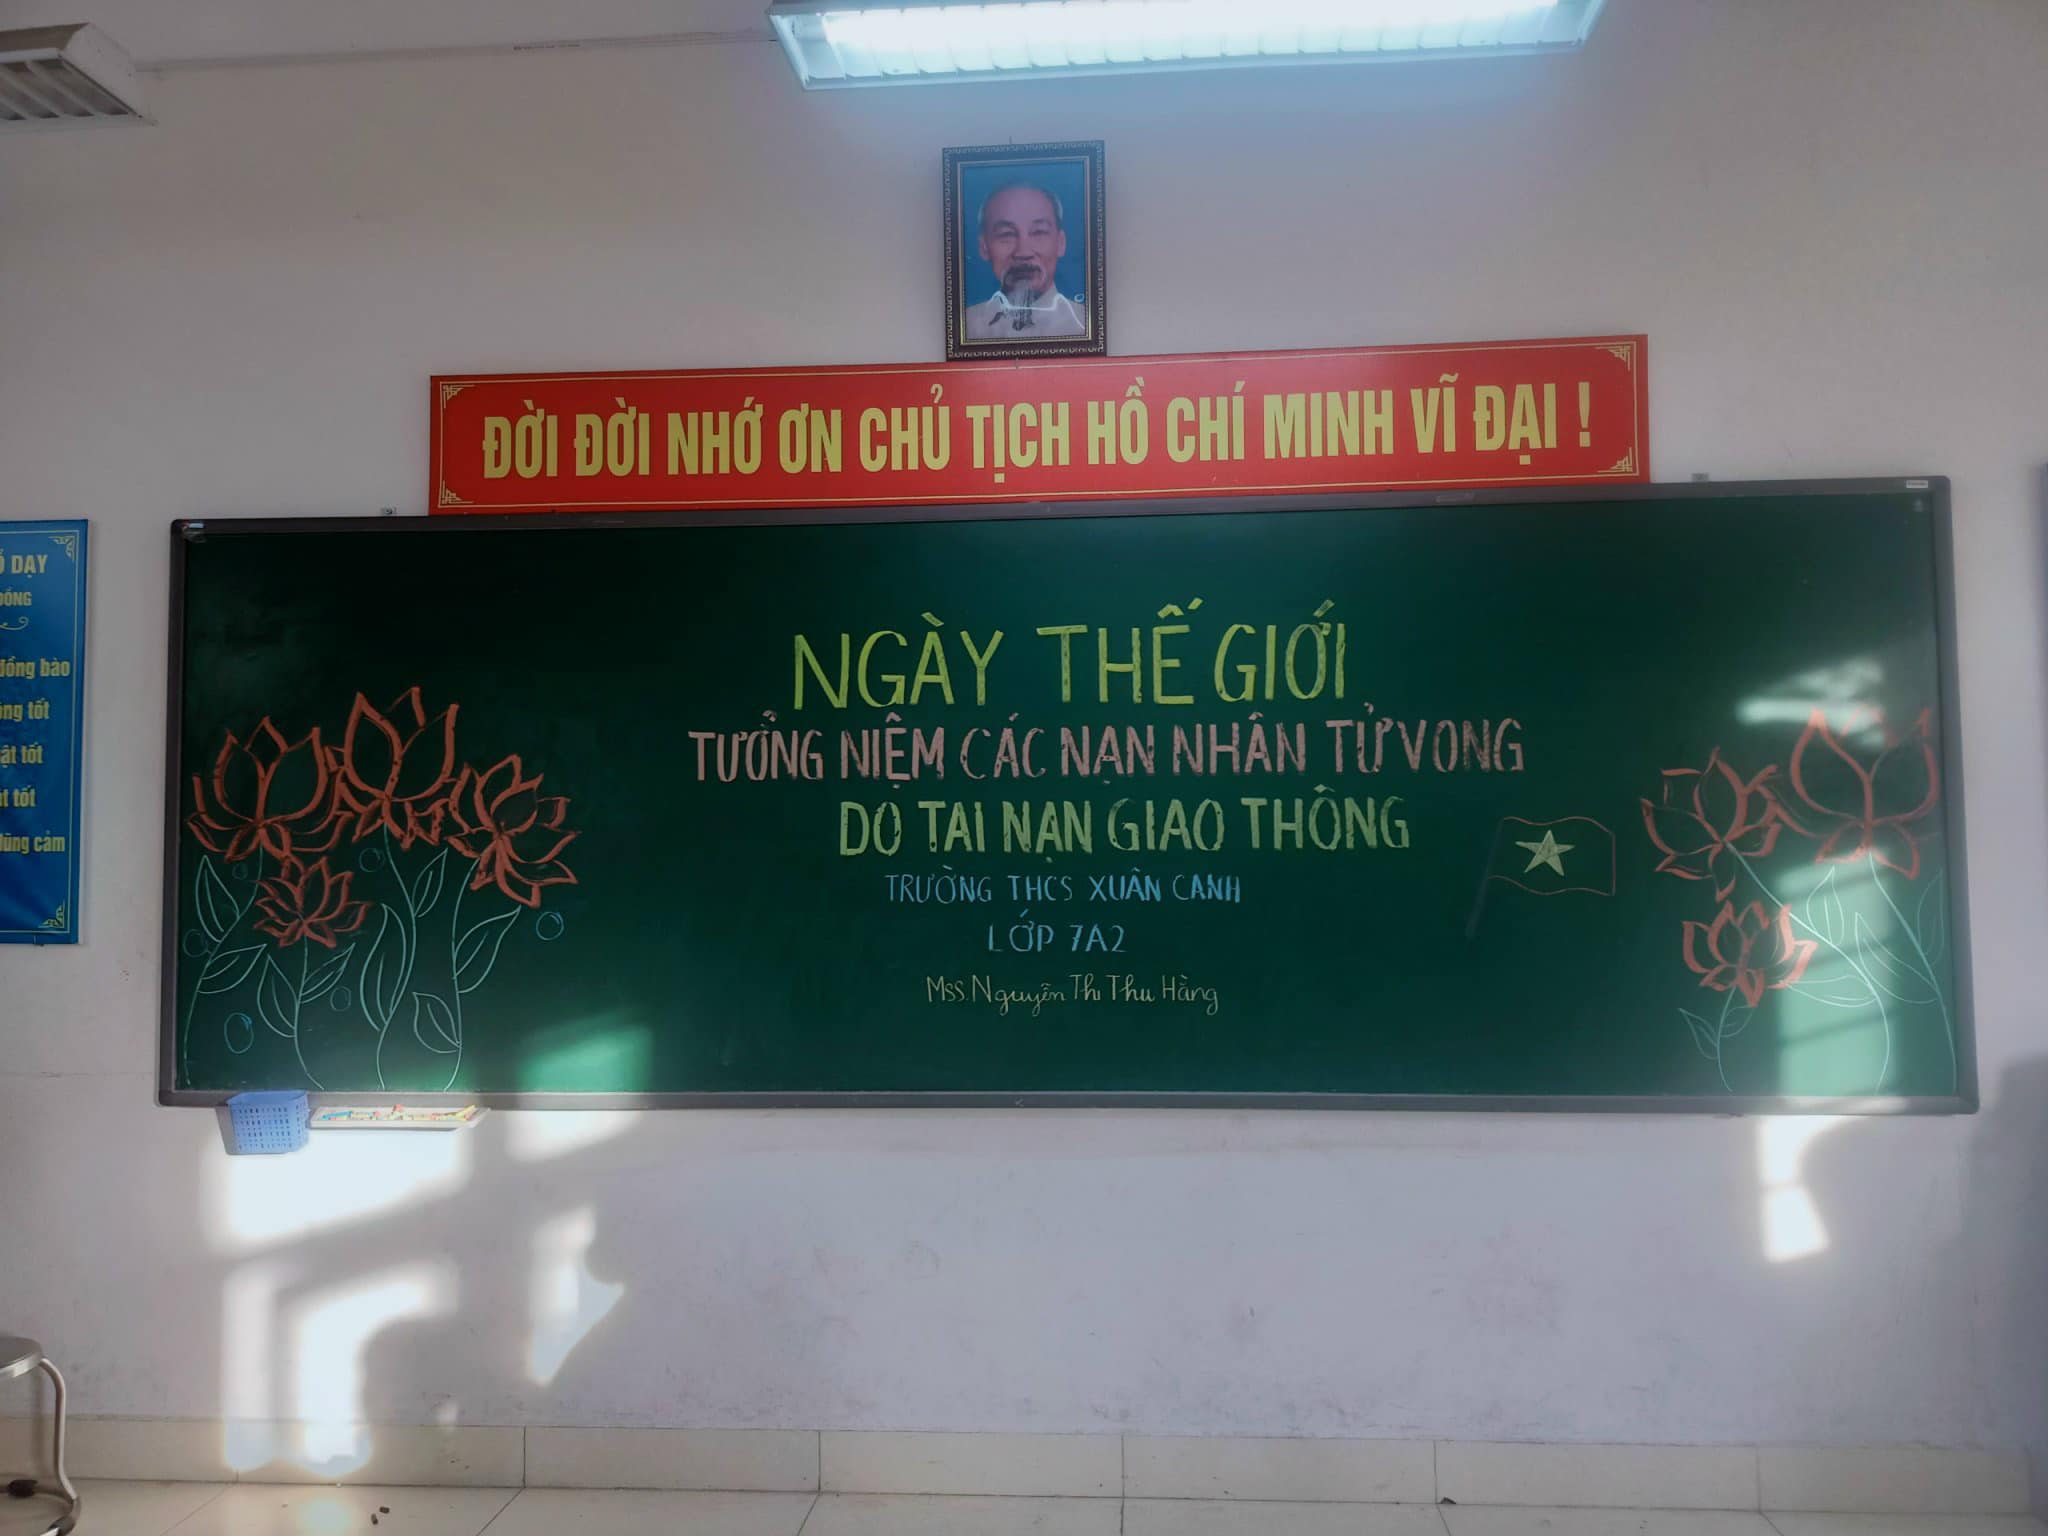 ĐỜI ĐỜI NHỚ ƠN CHỦ TỊCH HỒ CHÍ MINH VĨ ĐẠI !
DẠY
đồng bào
tốt
tốt
tốt
dũng cảm
NGÀY THẾ GIỚI
TƯỞNG NIỆM CÁC NẠN NHÂN TỬ VONG
DO TAI NẠN GIAO THÔNG
TRƯỜNG THCS XUÂN CANH
LỚP 7A2
Mss. Nguyễn Thị Thu Hằng